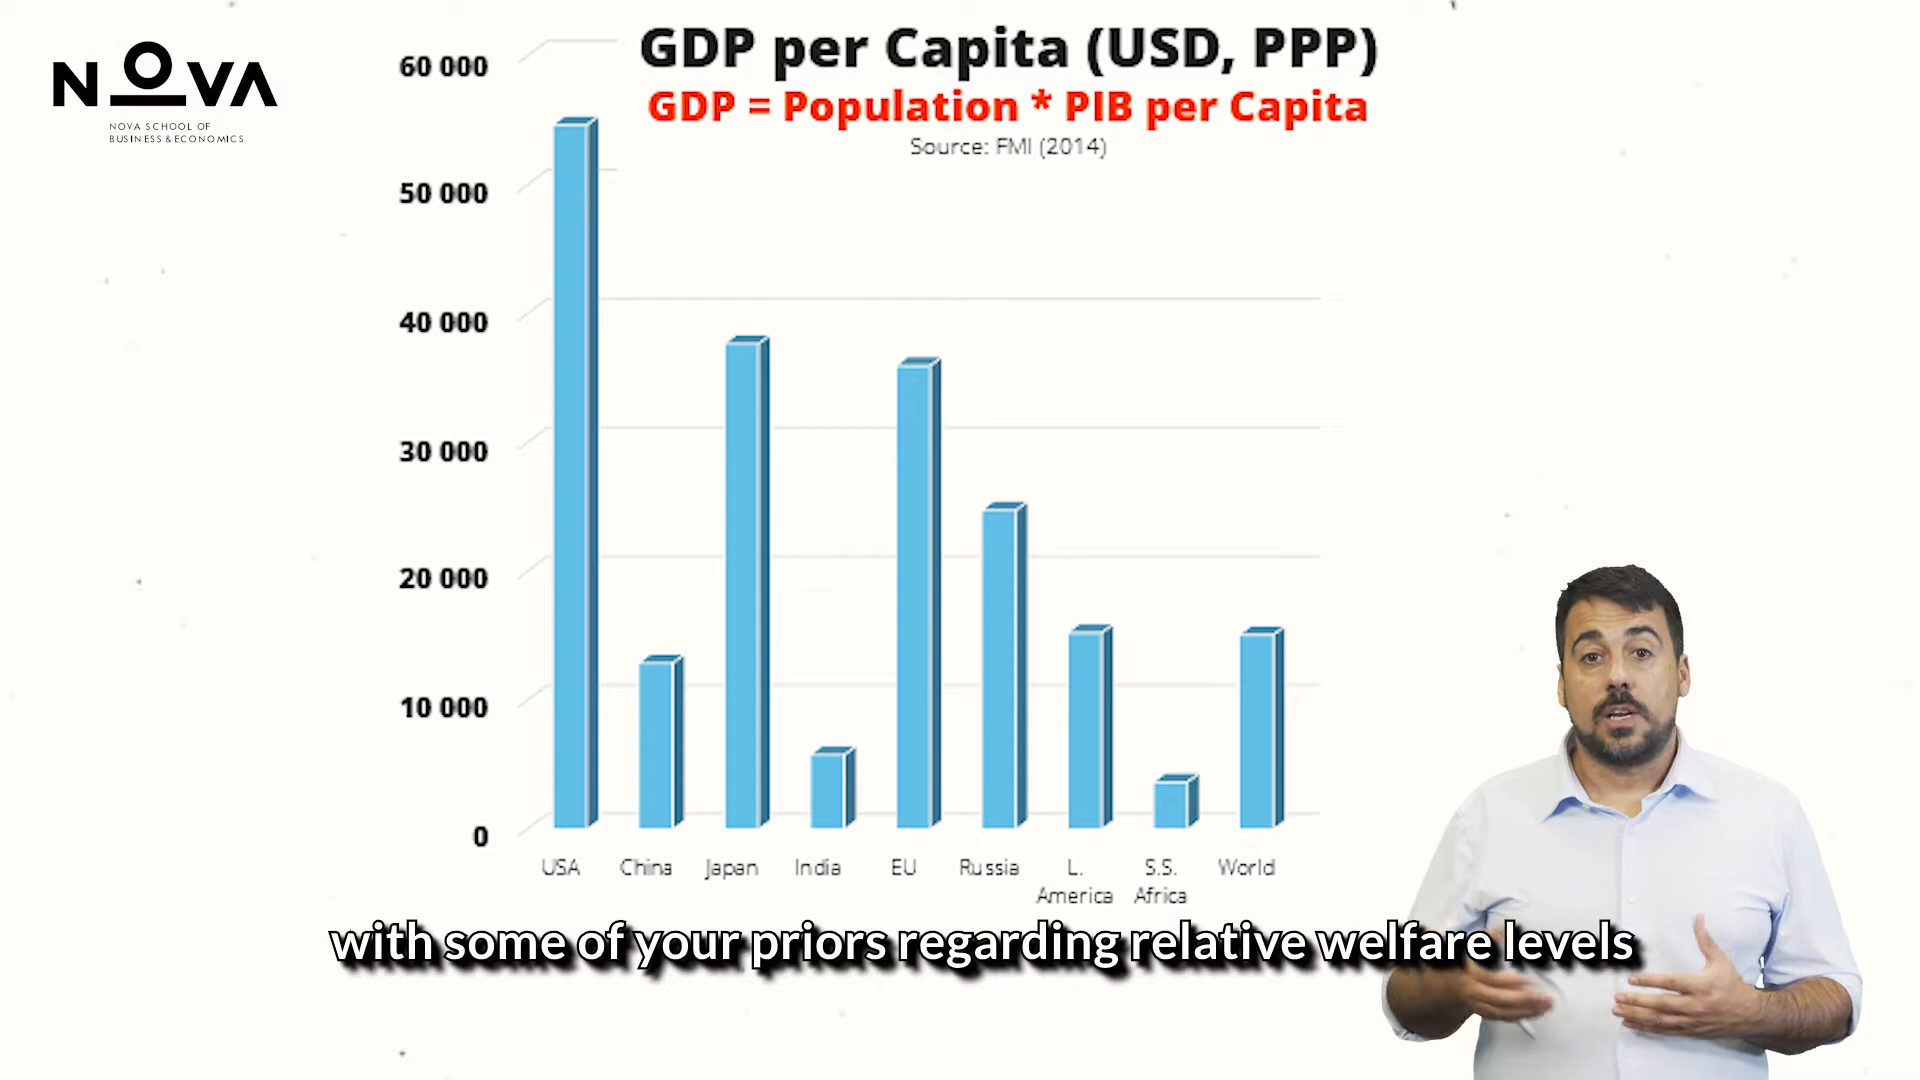 NOVA
NOVA SCHOOL OF
BUSINESS & ECONOMICS
GDP per Capita (USD, PPP)
GDP = Population * PIB per Capita
Source: FMI (2014)
60 000
50 000
40 000
30 000
20 000
10 000
0
USA China Japan India EU Russia L. America S.S. Africa World
with some of your priors regarding relative welfare levels